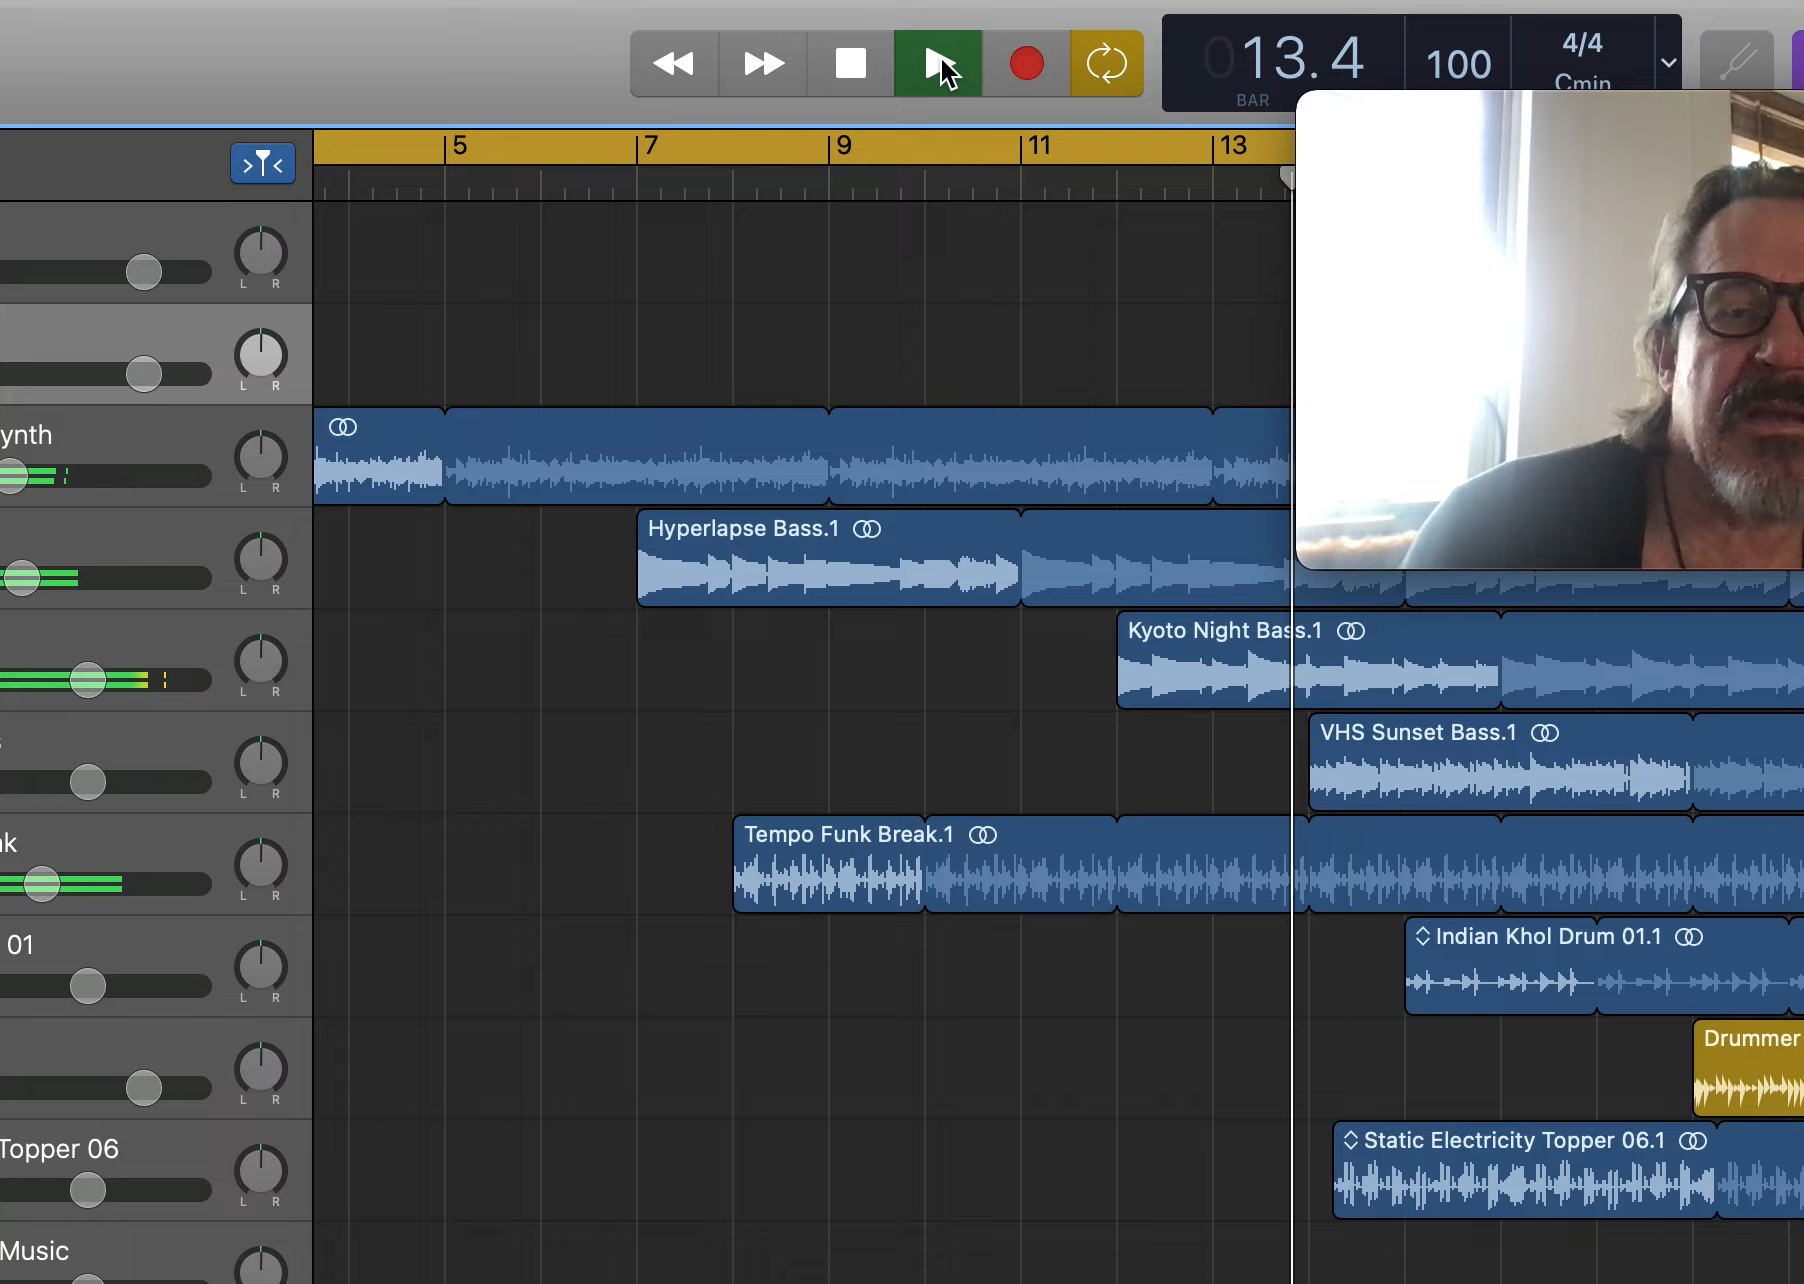 013.4
100
4/4
Cmin
BAR
5
7
9
11
13
L R
L R
ynth
L R
Hyperlapse Bass.1
L R
Kyoto Night Bass.1
L R
VHS Sunset Bass.1
L R
nk
Tempo Funk Break.1
L R
01
Indian Khol Drum 01.1
L R
Drummer
L R
Topper 06
Static Electricity Topper 06.1
L R
Music